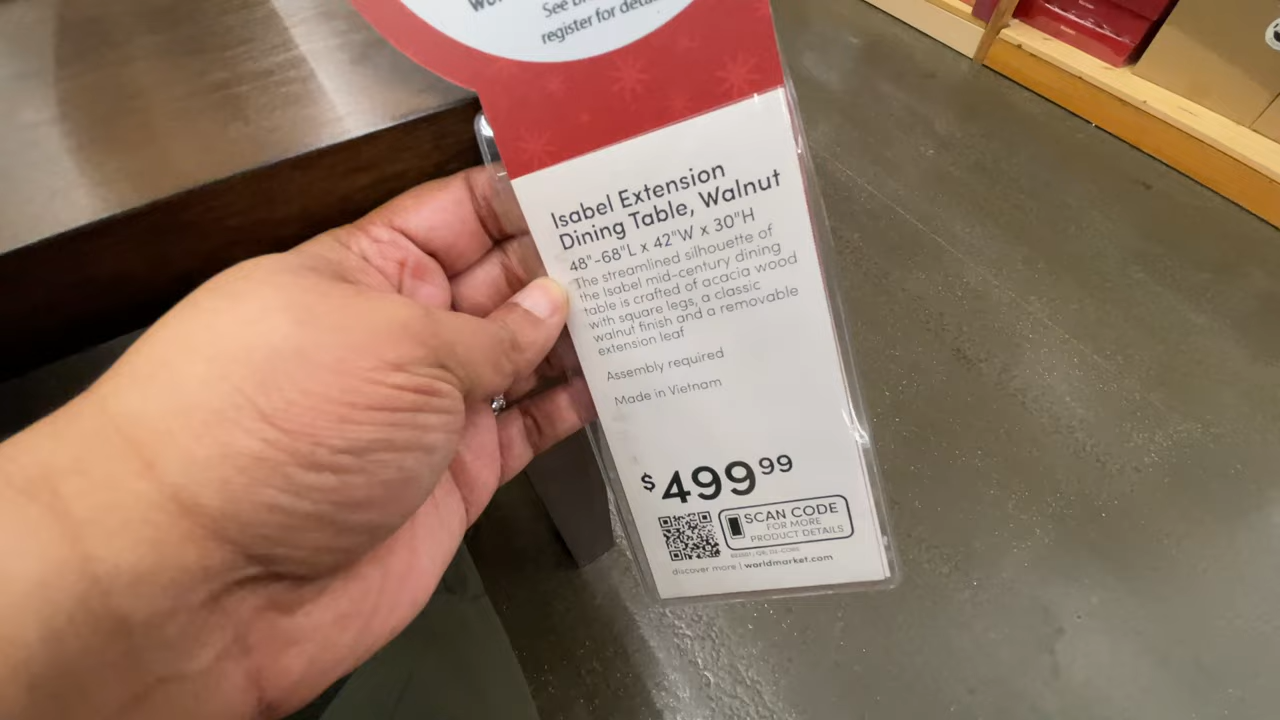 See
register for
Isabel Extension
Dining Table, Walnut
48"-68"L x 42"W x 30"H
The streamlined silhouette of
the Isabel mid-century dining
table is crafted of acacia wood
with square legs, a classic
walnut finish and a removable
extension leaf
Assembly required
Made in Vietnam
$499 99
SCAN CODE
FOR MORE
PRODUCT DETAILS
discover more | worldmarket.com